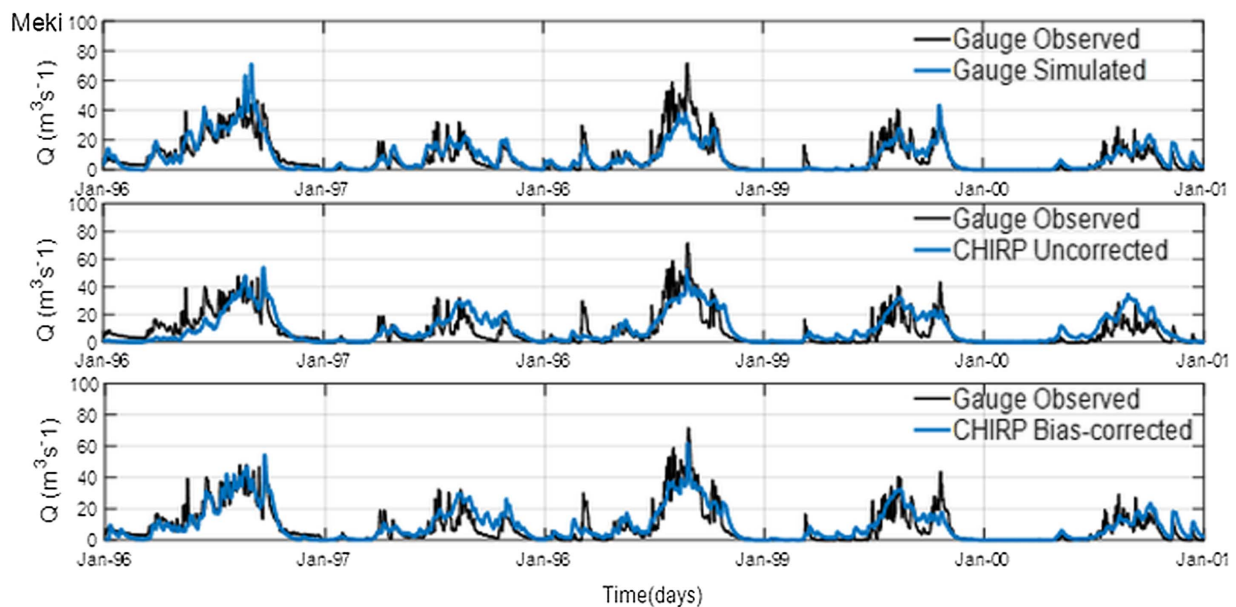 Meki
100
80
60
40
20
0
Q (m³s⁻1)
Gauge Observed
Gauge Simulated
Jan-96 Jan-97 Jan-98 Jan-99 Jan-00 Jan-01
100
80
60
40
20
0
Q (m³s⁻1)
Gauge Observed
CHIRP Uncorrected
Jan-96 Jan-97 Jan-98 Jan-99 Jan-00 Jan-01
100
80
60
40
20
0
Q (m³s⁻1)
Gauge Observed
CHIRP Bias-corrected
Jan-96 Jan-97 Jan-98 Jan-99 Jan-00 Jan-01
Time(days)